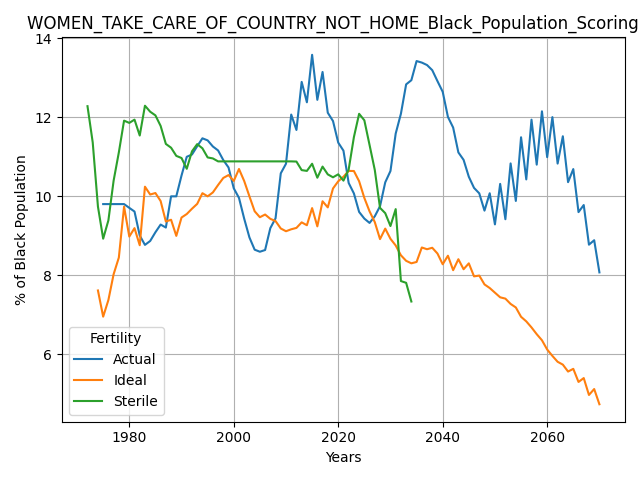 WOMEN_TAKE_CARE_OF_COUNTRY_NOT_HOME_Black_Population_Scoring
14
12
10
8
6
% of Black Population
Fertility
Actual
Ideal
Sterile
1980 2000 2020 2040 2060
Years